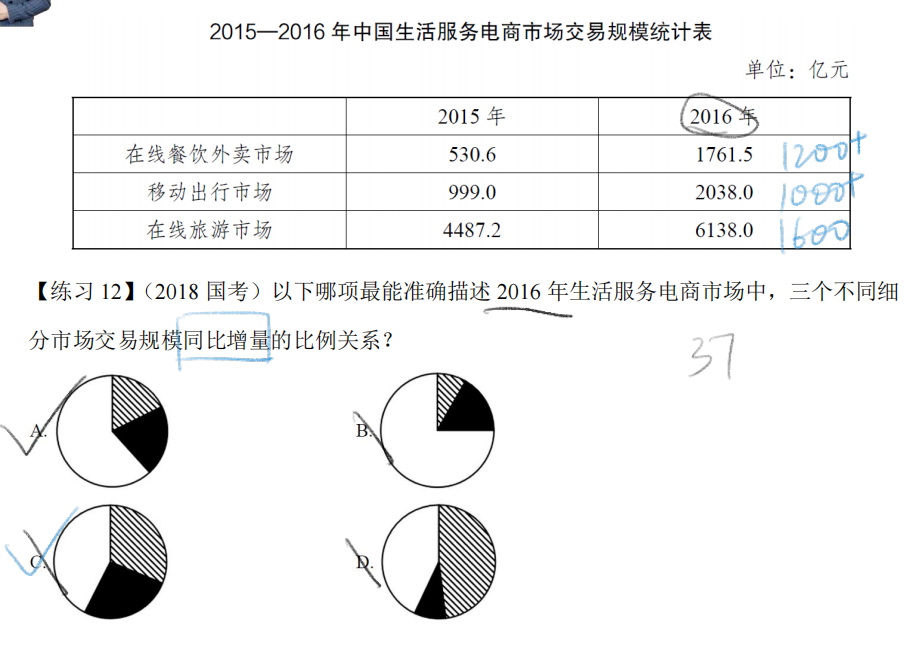 2015—2016 年中国生活服务电商市场交易规模统计表
单位：亿元
2015 年 2016 年
在线餐饮外卖市场 530.6 1761.5 1200+
移动出行市场 999.0 2038.0 1000+
在线旅游市场 4487.2 6138.0 1600
【练习 12】（2018 国考）以下哪项最能准确描述 2016 年生活服务电商市场中，三个不同细
分市场交易规模同比增量的比例关系？
37
A. B.
C. D.